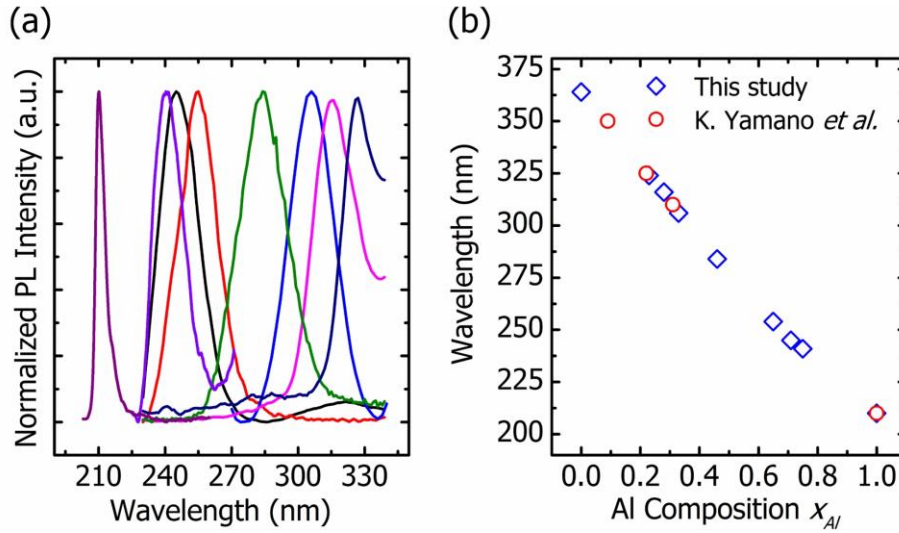 (a)
Normalized PL Intensity (a.u.)
210 240 270 300 330
Wavelength (nm)
(b)
Wavelength (nm)
375
350
325
300
275
250
225
200
This study
K. Yamano et al.
0.0 0.2 0.4 0.6 0.8 1.0
Al Composition x_Al